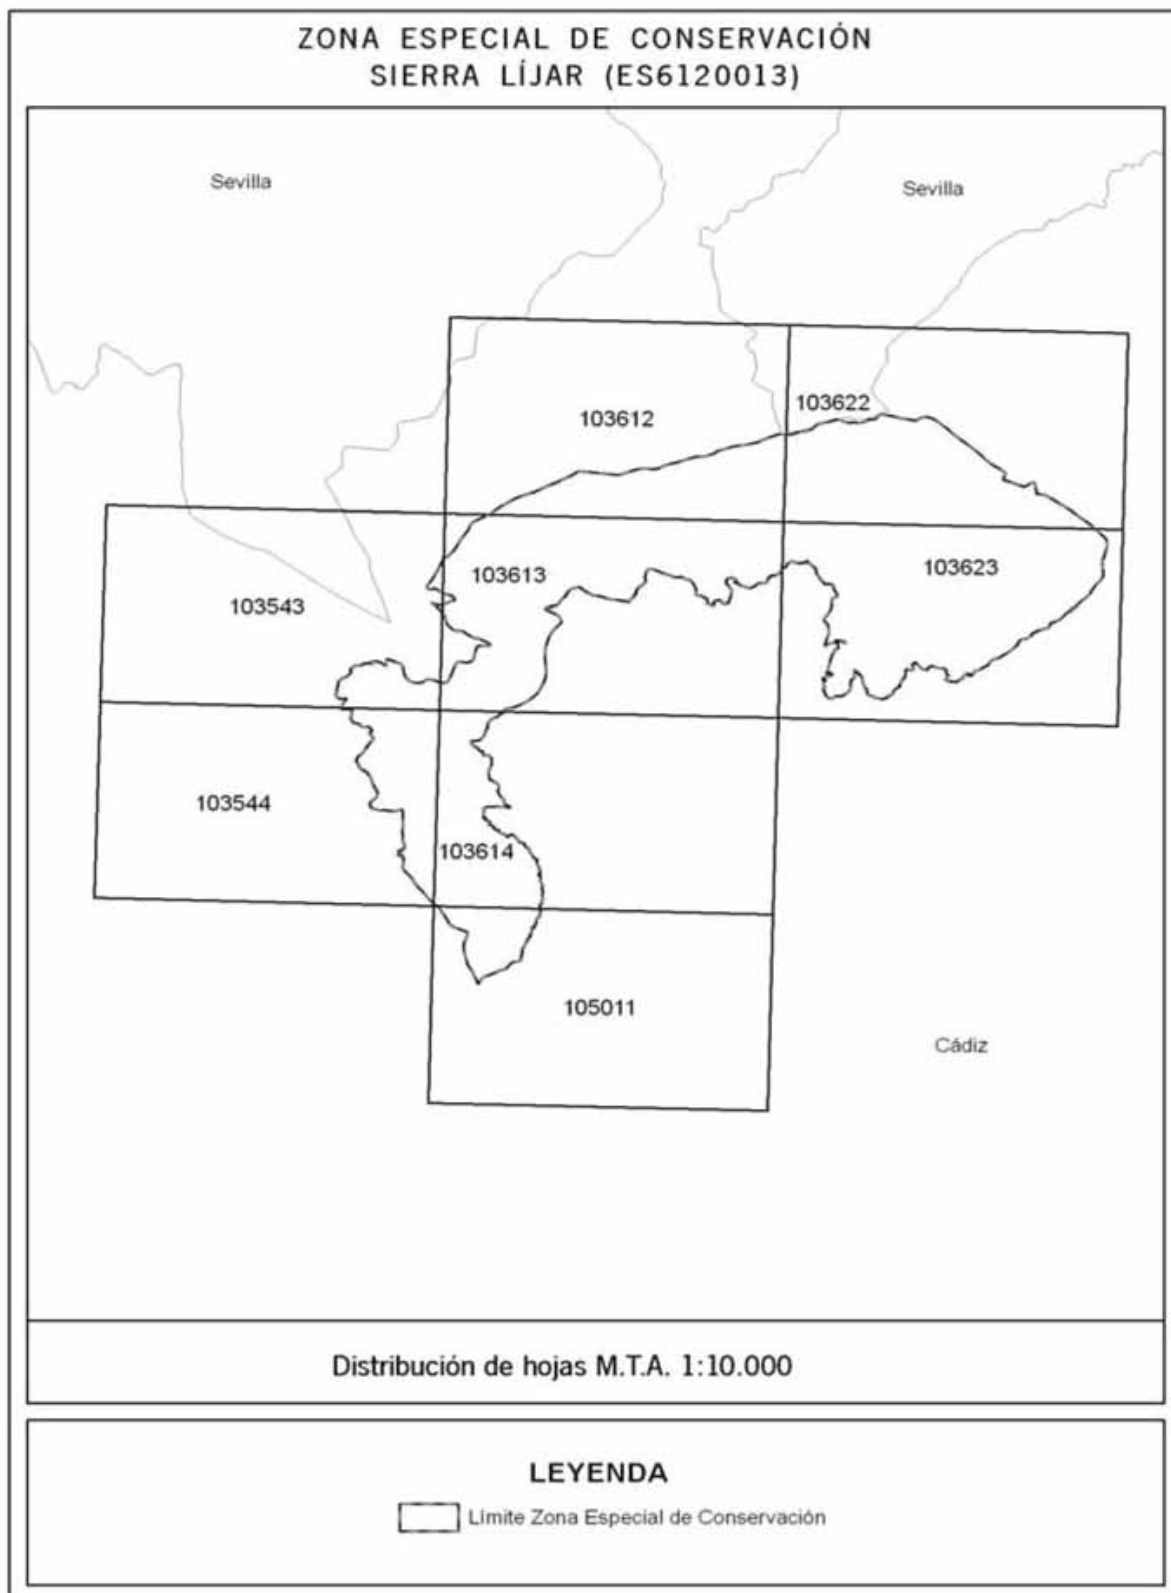 ZONA ESPECIAL DE CONSERVACIÓN
SIERRA LÍJAR (ES6120013)
Sevilla
Sevilla
103612
103622
103613
103623
103543
103544
103614
105011
Cádiz
Distribución de hojas M.T.A. 1:10.000
LEYENDA
Límite Zona Especial de Conservación